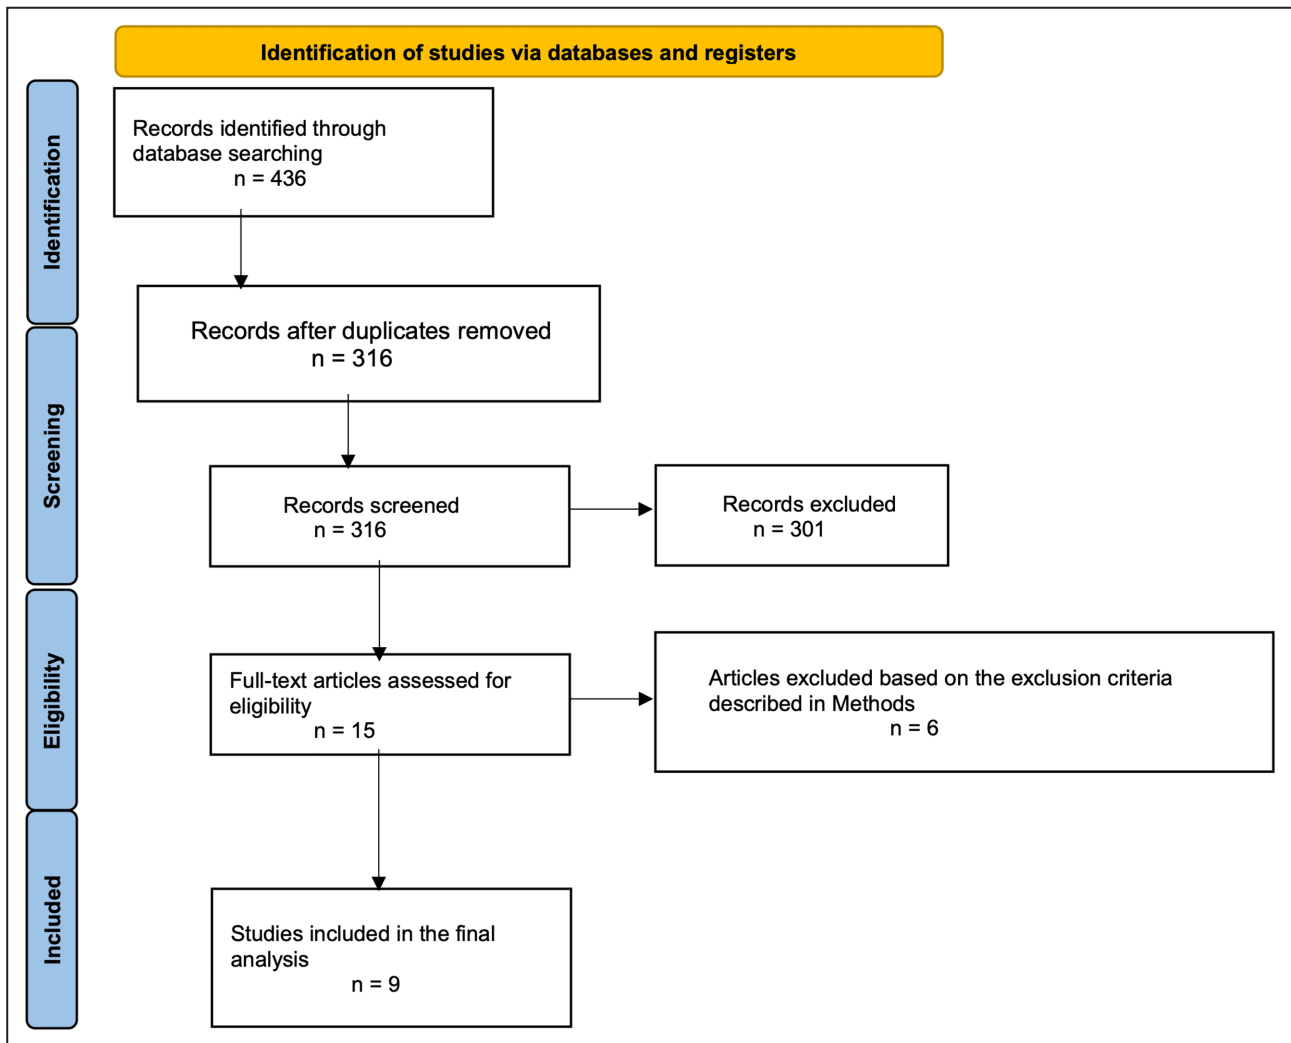 Identification of studies via databases and registers
Identification
Records identified through
database searching
n = 436
Records after duplicates removed
n = 316
Screening
Records screened
n = 316
Records excluded
n = 301
Eligibility
Full-text articles assessed for
eligibility
n = 15
Articles excluded based on the exclusion criteria
described in Methods
n = 6
Included
Studies included in the final
analysis
n = 9